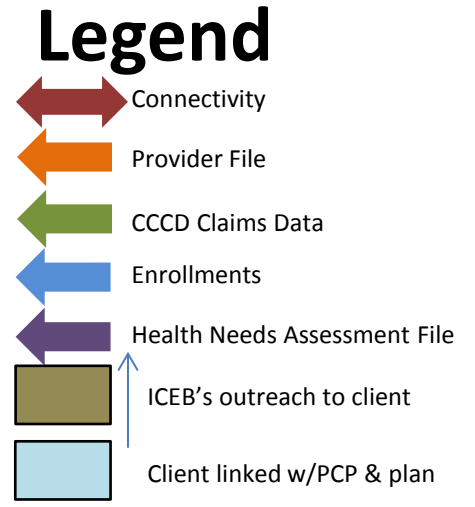 Legend
Connectivity
Provider File
CCCD Claims Data
Enrollments
Health Needs Assessment File
ICEB's outreach to client
Client linked w/PCP & plan